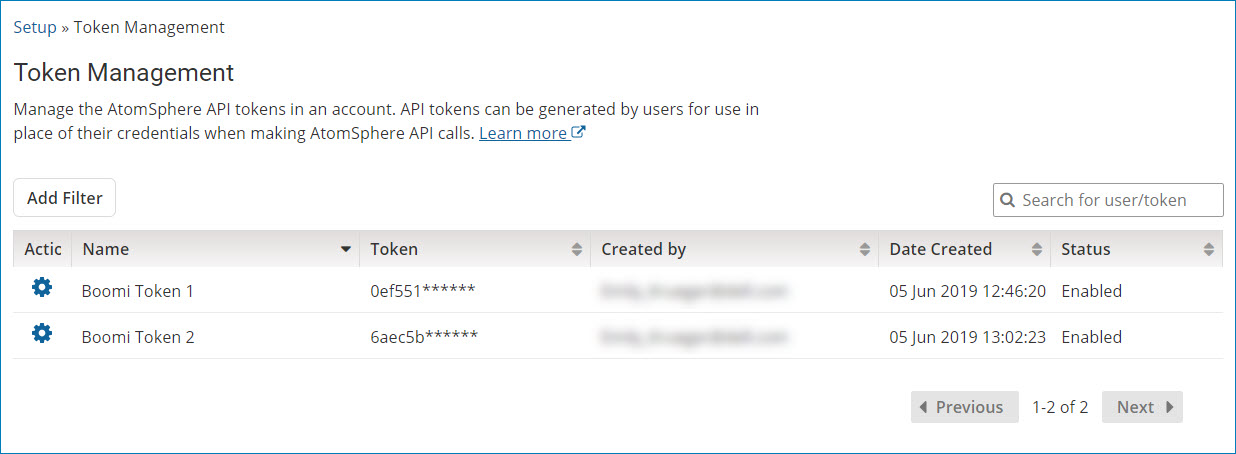 Setup » Token Management
Token Management
Manage the AtomSphere API tokens in an account. API tokens can be generated by users for use in
place of their credentials when making AtomSphere API calls. Learn more
Add Filter
Search for user/token
Actic Name Token Created by Date Created Status
Boomi Token 1 0ef551****** 05 Jun 2019 12:46:20 Enabled
Boomi Token 2 6aec5b****** 05 Jun 2019 13:02:23 Enabled
Previous 1-2 of 2 Next